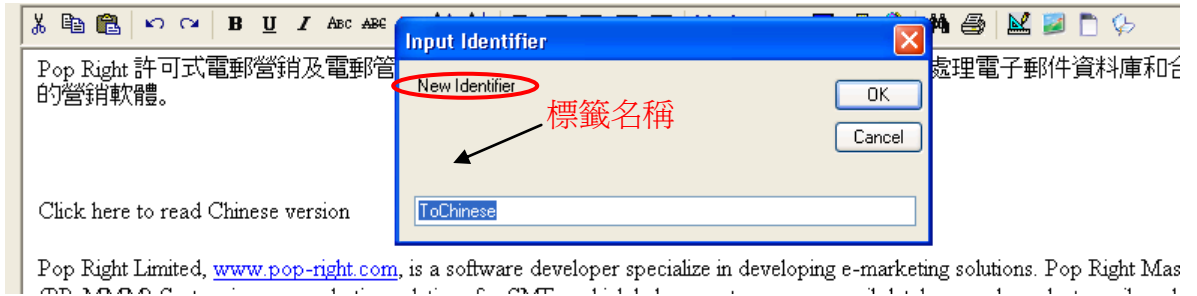 B U I ABC ABC
Input Identifier
Pop Right 許可式電郵營銷及電郵管
處理電子郵件資料庫和
的營銷軟體。
New Identifier
OK
標籤名稱
Cancel
Click here to read Chinese version
ToChinese
Pop Right Limited, www.pop-right.com, is a software developer specialize in developing e-marketing solutions. Pop Right Mas